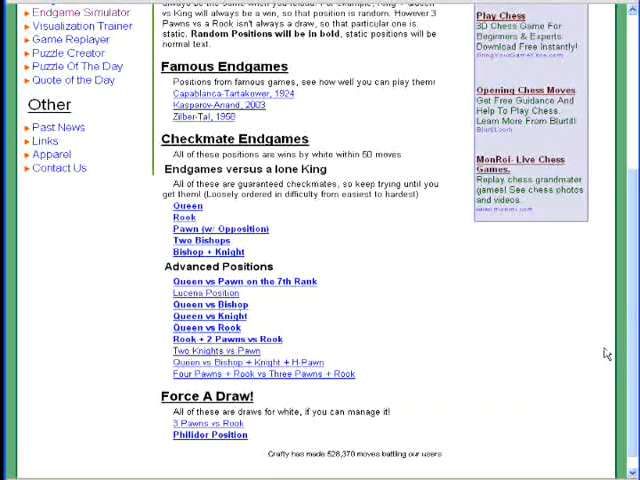 Endgame Simulator
Visualization Trainer
Game Replayer
Puzzle Creator
Puzzle Of The Day
Quote of the Day
Other
Past News
Links
Apparel
Contact Us
vs King will always be a win, so that position is random. However 3
Pawns vs a Rook isn't always a draw, so that particular one is
static. Random Positions will be in bold, static positions will be
normal text.
Famous Endgames
Positions from famous games, see how well you can play them!
Capablanca-Tartakower, 1924
Kasparov-Anand, 2003
Zilber-Tal, 1958
Checkmate Endgames
All of these positions are wins by white within 50 moves
Endgames versus a lone King
All of these are guaranteed checkmates, so keep trying until you
get them! (Loosely ordered in difficulty from easiest to hardest)
Queen
Rook
Pawn (w/ Opposition)
Two Bishops
Bishop + Knight
Advanced Positions
Queen vs Pawn on the 7th Rank
Lucena Position
Queen vs Bishop
Queen vs Knight
Queen vs Rook
Rook + 2 Pawns vs Rook
Two Knights vs Pawn
Queen vs Bishop + Knight + H-Pawn
Four Pawns + Rook vs Three Pawns + Rook
Force A Draw!
All of these are draws for white, if you can manage it!
3 Pawns vs Rook
Philidor Position
Crafty has made 528,370 moves battling our users
Play Chess
3D Chess Game For
Beginners & Experts
Download Free Instantly!
Opening Chess Moves
Get Free Guidance And
Help To Play Chess.
Learn More From Blurtit!
Blurtit.com
MonRoi- Live Chess
Games.
Replay chess grandmater
games! See chess photos
and videos.
www.monroi.com